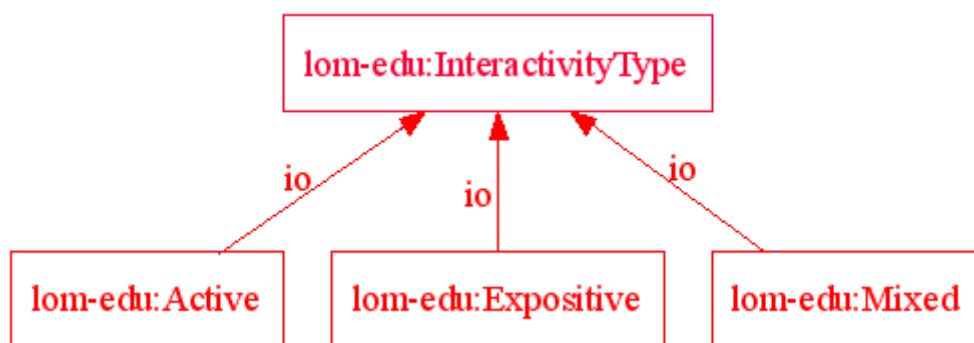 lom-edu:InteractivityType
io
io
io
lom-edu:Active
lom-edu:Expositive
lom-edu:Mixed